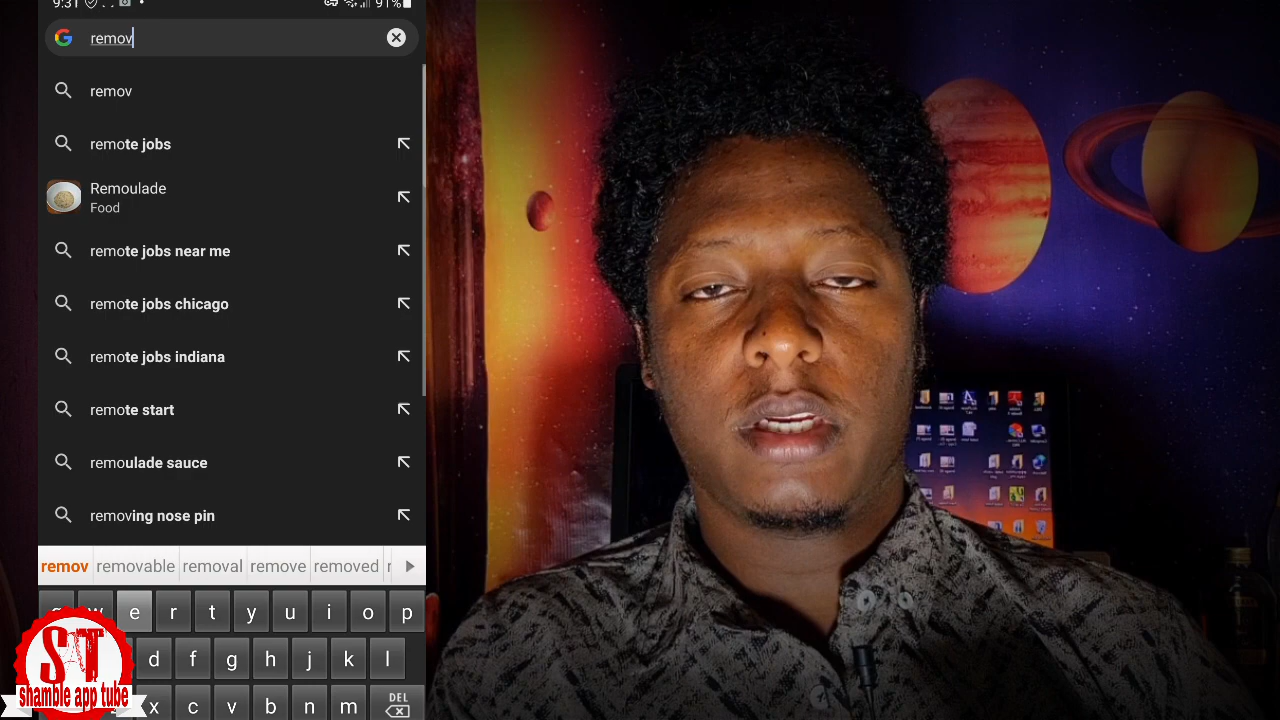 9:31
91%
remov
remov
remote jobs
Remoulade
Food
remote jobs near me
remote jobs chicago
remote jobs indiana
remote start
remoulade sauce
removing nose pin
remov removable removal remove removed
e r t y u i o p
d f g h j k l
x c v b n m DEL
ST
shamble app tube